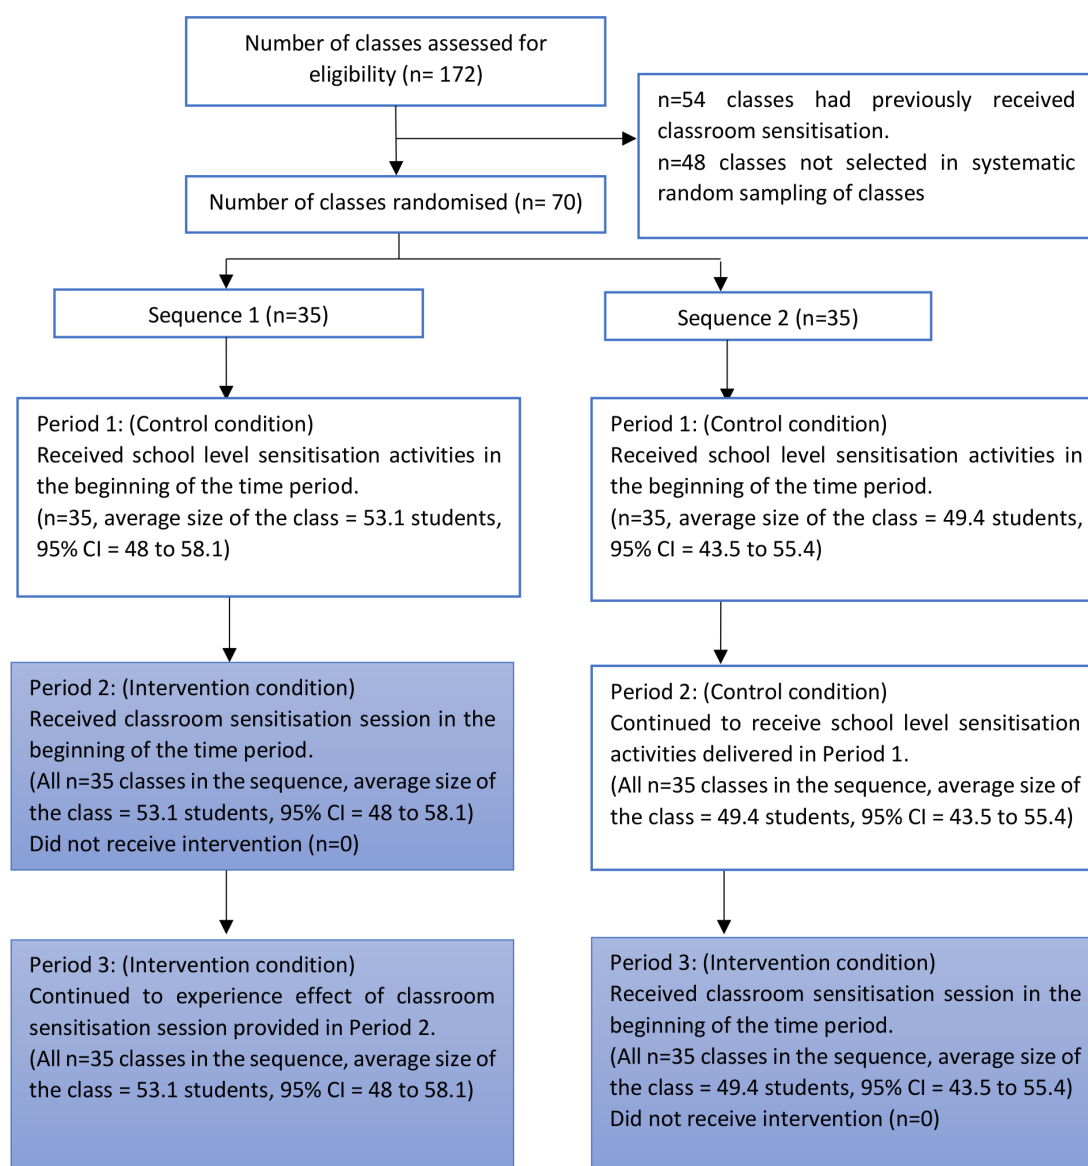 Number of classes assessed for
eligibility (n= 172)
n=54 classes had previously received
classroom sensitisation.
n=48 classes not selected in systematic
random sampling of classes
Number of classes randomised (n= 70)
Sequence 1 (n=35)
Sequence 2 (n=35)
Period 1: (Control condition)
Received school level sensitisation activities in
the beginning of the time period.
(n=35, average size of the class = 53.1 students,
95% CI = 48 to 58.1)
Period 1: (Control condition)
Received school level sensitisation activities in
the beginning of the time period.
(n=35, average size of the class = 49.4 students,
95% CI = 43.5 to 55.4)
Period 2: (Intervention condition)
Received classroom sensitisation session in the
beginning of the time period.
(All n=35 classes in the sequence, average size of
the class = 53.1 students, 95% CI = 48 to 58.1)
Did not receive intervention (n=0)
Period 2: (Control condition)
Continued to receive school level sensitisation
activities delivered in Period 1.
(All n=35 classes in the sequence, average size of
the class = 49.4 students, 95% CI = 43.5 to 55.4)
Period 3: (Intervention condition)
Continued to experience effect of classroom
sensitisation session provided in Period 2.
(All n=35 classes in the sequence, average size of
the class = 53.1 students, 95% CI = 48 to 58.1)
Period 3: (Intervention condition)
Received classroom sensitisation session in the
beginning of the time period.
(All n=35 classes in the sequence, average size of
the class = 49.4 students, 95% CI = 43.5 to 55.4)
Did not receive intervention (n=0)